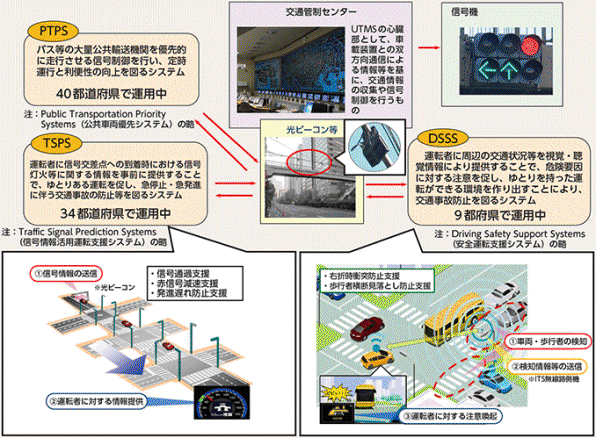 PTPS
バス等の大量公共輸送機関を優先的
に走行させる信号制御を行い、定時
運行と利便性の向上を図るシステム
40都道府県で運用中
注：Public Transportation Priority
Systems（公共車両優先システム）の略
交通管制センター
UTMSの心臓
部として、車
載装置との双
方向通信によ
る情報等を基
に、交通情報
の収集や信号
制御を行うもの
信号機
光ビーコン等
TSPS
運転者に信号交差点への到着時における信号
灯火等に関する情報を事前に提供すること
で、ゆとりある運転を促し、急停止・急発進
に伴う交通事故の防止等を図るシステム
34都道府県で運用中
注：Traffic Signal Prediction Systems
（信号情報活用運転支援システム）の略
DSSS
運転者に周辺の交通状況等を視覚・聴
覚情報により提供することで、危険要因
に対する注意を促し、ゆとりを持った運
転ができる環境を作り出すことにより、
交通事故防止を図るシステム
9都府県で運用中
注：Driving Safety Support Systems
（安全運転支援システム）の略
①信号情報の送信
※光ビーコン
・信号通過支援
・赤信号減速支援
・発進遅れ防止支援
②運転者に対する情報提供
・右折時衝突防止支援
・歩行者横断見落とし防止支援
①車両・歩行者の検知
②検知情報等の送信
※ITS無線路側機
③運転者に対する注意喚起